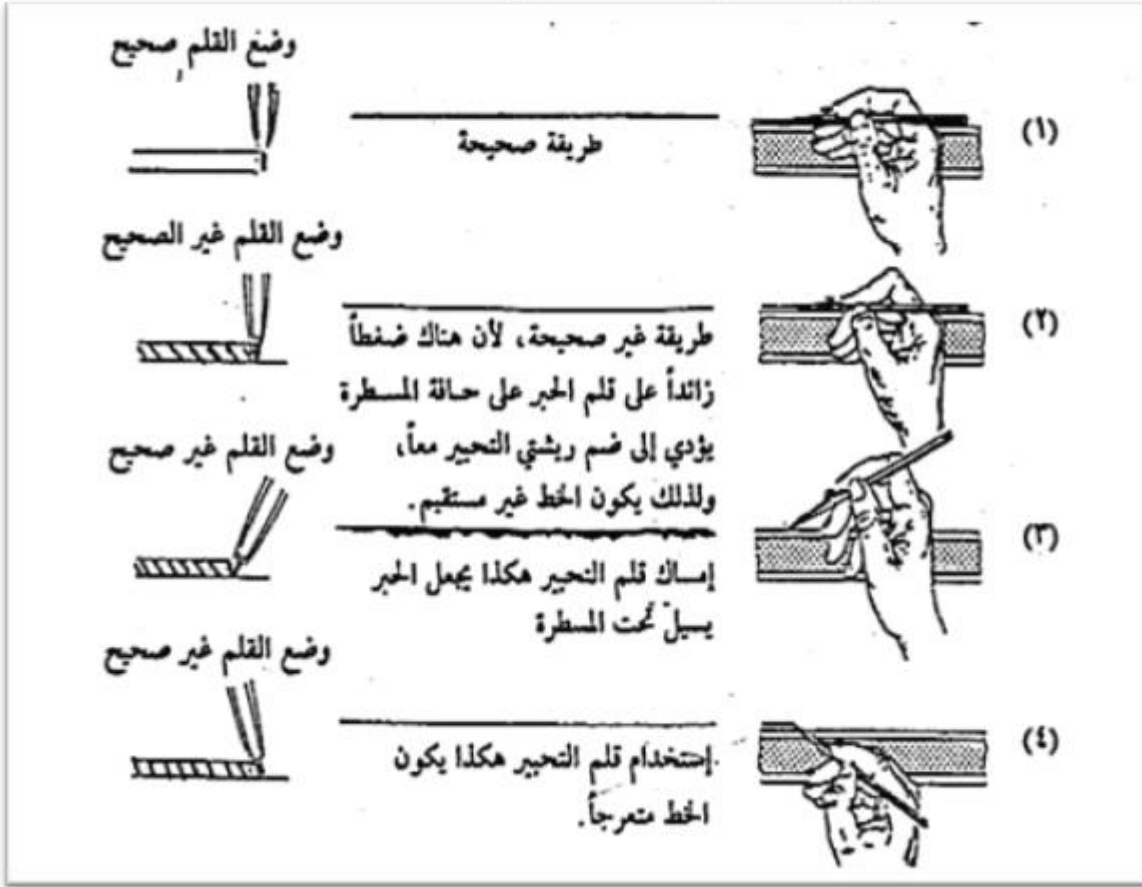 (١)
طريقة صحيحة
وضع القلم صحيح
(٢)
طريقة غير صحيحة، لأن هناك ضغطاً
زائداً على قلم الحبر على حافة المسطرة
يؤدي إلى ضم ريشتي التحبير معاً،
ولذلك يكون الخط غير مستقيم.
وضع القلم غير الصحيح
(٣)
إمساك قلم التحبير هكذا يجعل الحبر
يسيل تحت المسطرة
وضع القلم غير صحيح
(٤)
إستخدام قلم التحبير هكذا يكون
الخط متعرجاً.
وضع القلم غير صحيح